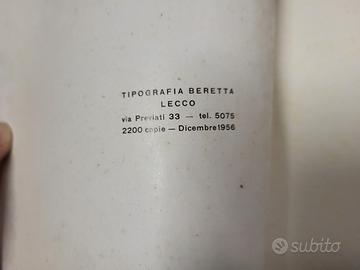 TIPOGRAFIA BERETTA
LECCO
via Previati 33 — tel. 5075
2200 copie — Dicembre 1956
subito